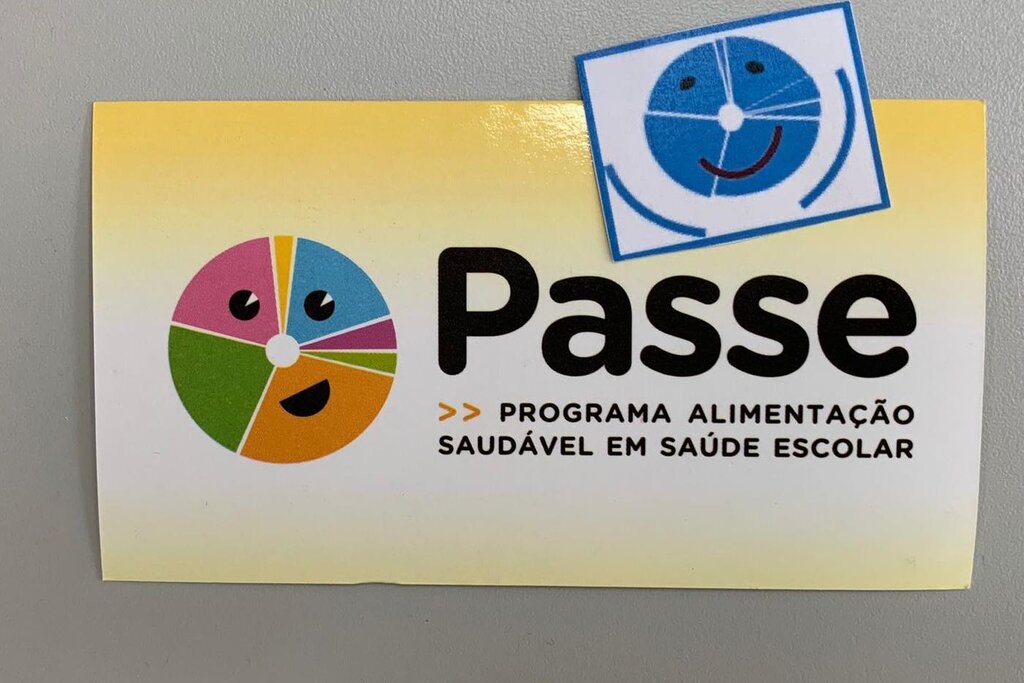 Passe
>> PROGRAMA ALIMENTAÇÃO
SAUDÁVEL EM SAÚDE ESCOLAR